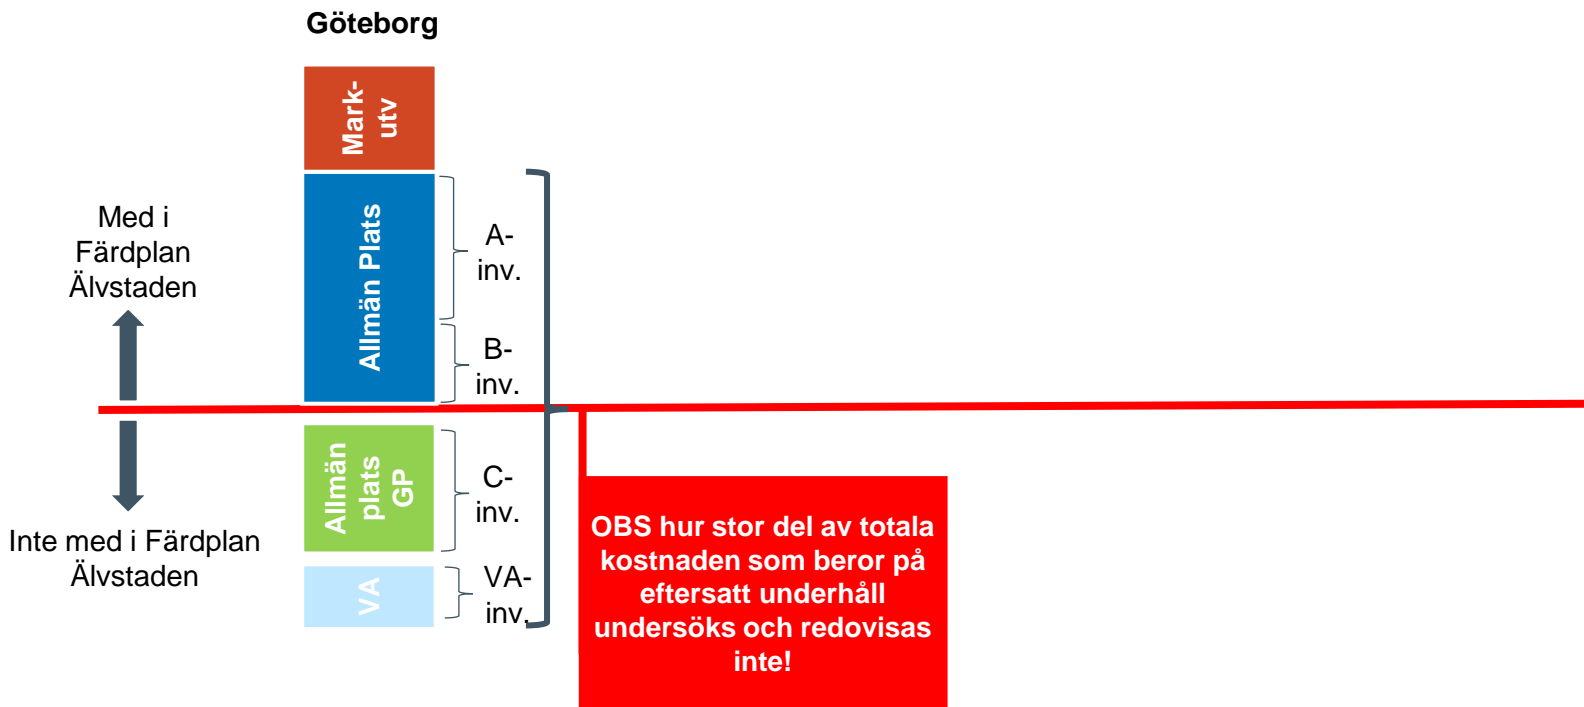 Göteborg
Mark-
utv
Med i
Färdplan
Älvstaden
Allmän Plats
A-
inv.
B-
inv.
Inte med i Färdplan
Älvstaden
Allmän
plats
GP
C-
inv.
VA
VA-
inv.
OBS hur stor del av totala
kostnaden som beror på
eftersatt underhåll
undersöks och redovisas
inte!